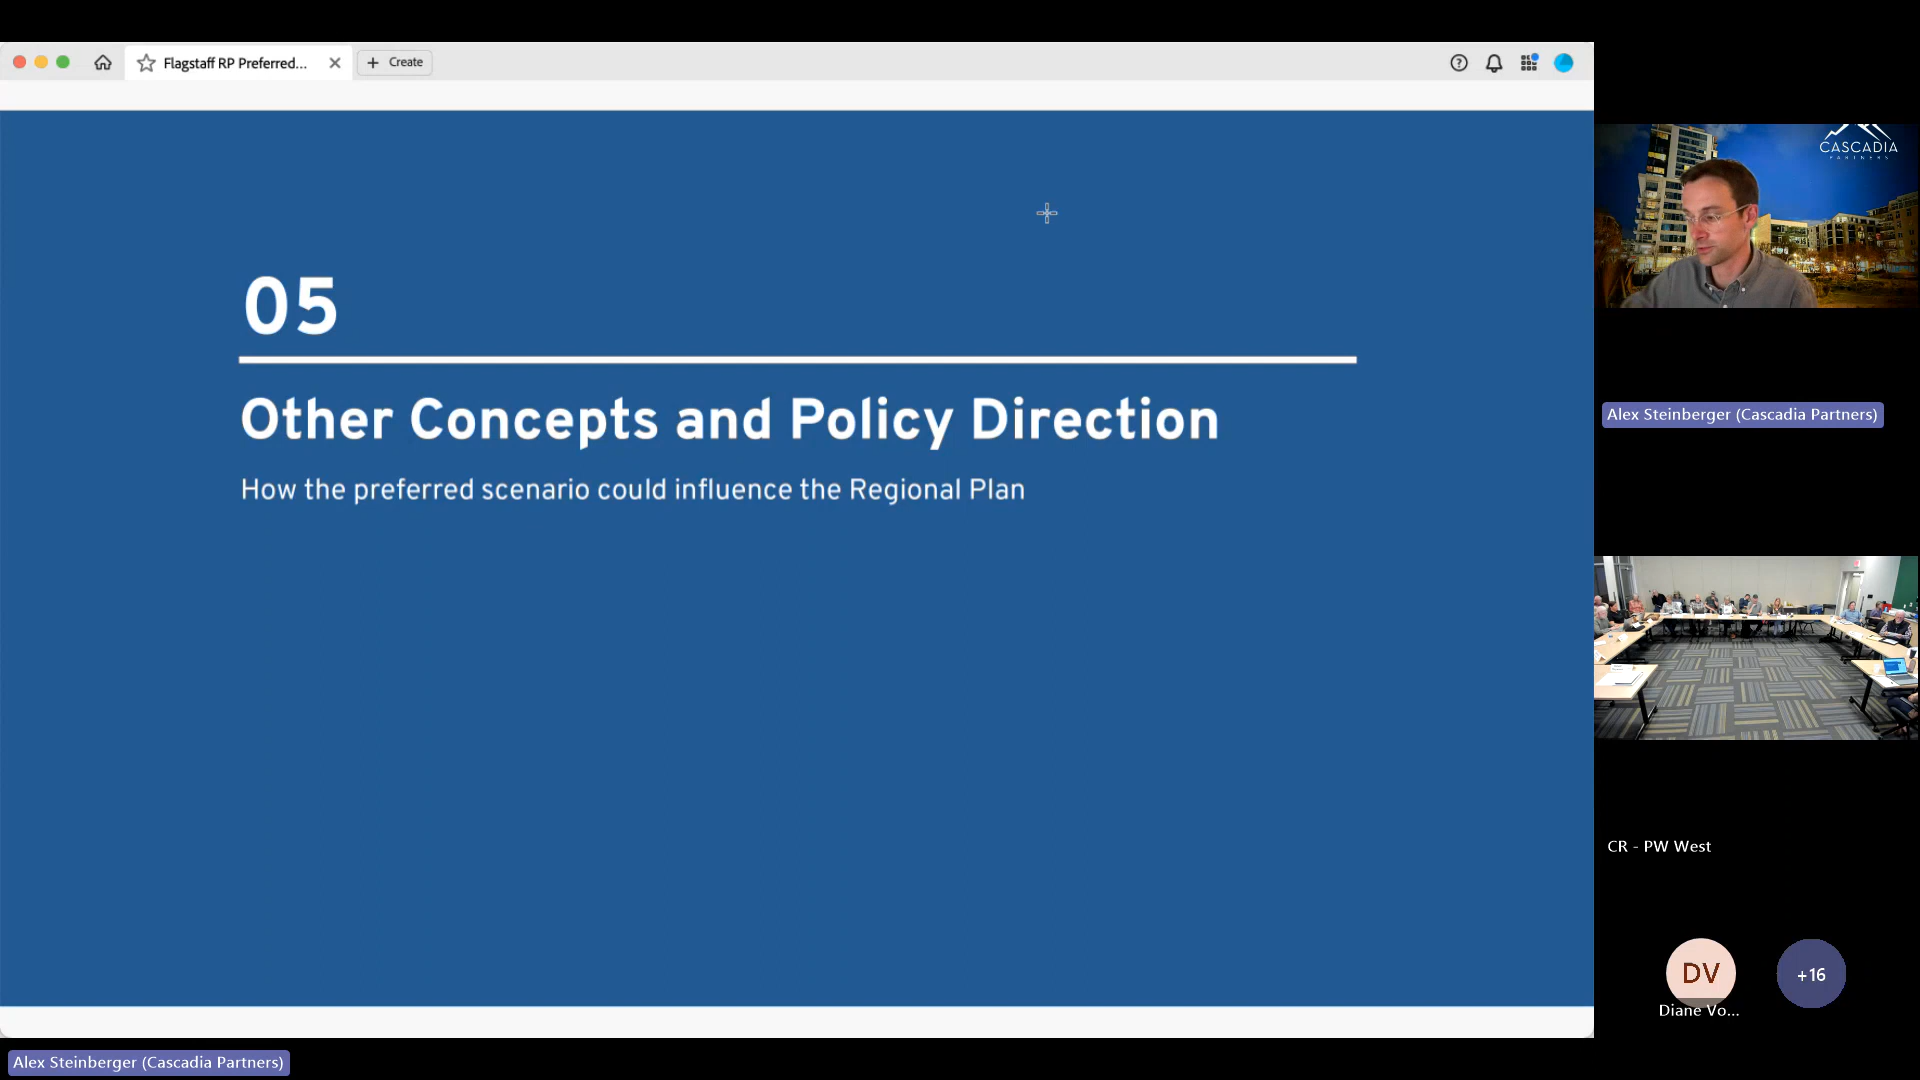 Flagstaff RP Preferred...
Create
05
Other Concepts and Policy Direction
How the preferred scenario could influence the Regional Plan
CASCADIA
PARTNERS
Alex Steinberger (Cascadia Partners)
CR - PW West
DV
Diane Vo...
+16
Alex Steinberger (Cascadia Partners)